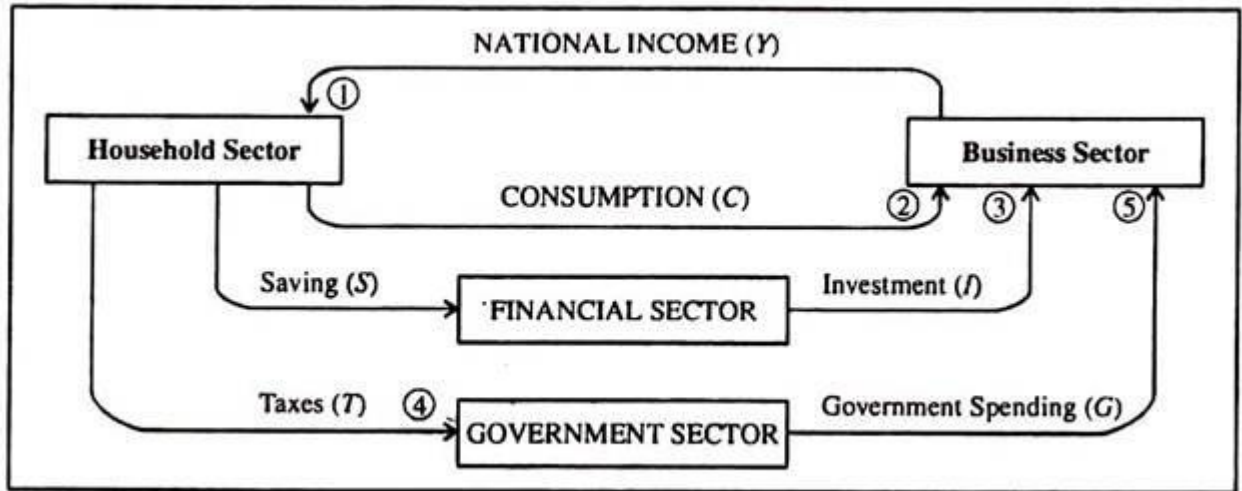 NATIONAL INCOME (Y)
①
Household Sector
Business Sector
CONSUMPTION (C)
② ③ ⑤
Saving (S)
FINANCIAL SECTOR
Investment (I)
Taxes (T) ④
GOVERNMENT SECTOR
Government Spending (G)